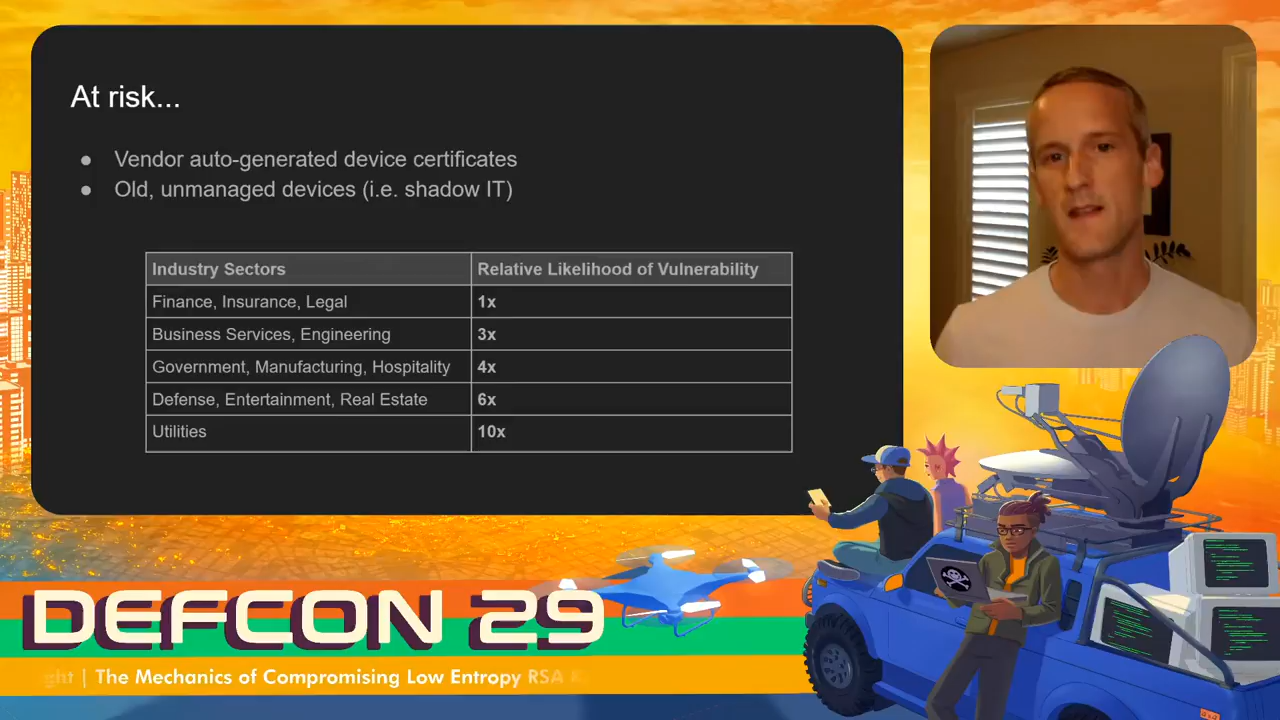 At risk...
● Vendor auto-generated device certificates
● Old, unmanaged devices (i.e. shadow IT)
Industry Sectors Relative Likelihood of Vulnerability
Finance, Insurance, Legal 1x
Business Services, Engineering 3x
Government, Manufacturing, Hospitality 4x
Defense, Entertainment, Real Estate 6x
Utilities 10x
DEFCON 29
ght | The Mechanics of Compromising Low Entropy RSA